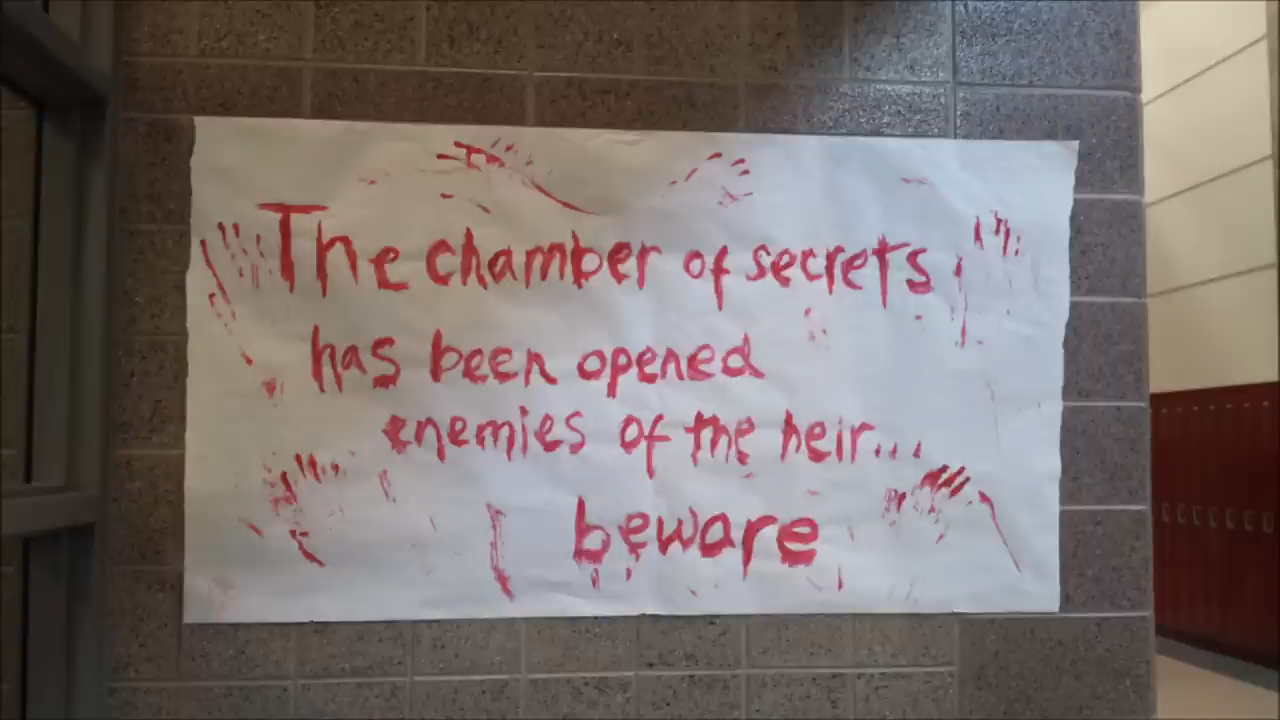 The chamber of secrets
has been opened
enemies of the heir...
beware